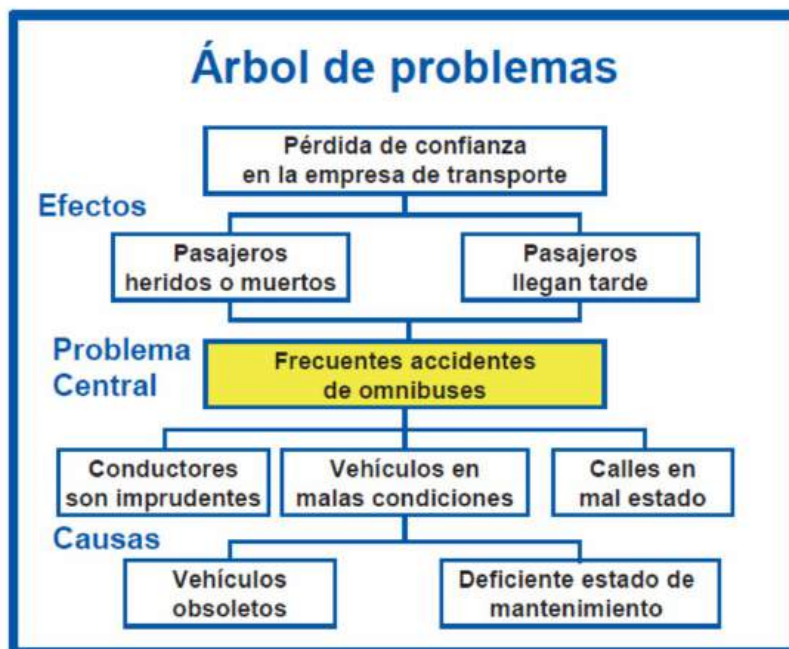 Árbol de problemas
Pérdida de confianza
en la empresa de transporte
Efectos
Pasajeros
heridos o muertos
Pasajeros
llegan tarde
Problema
Central
Frecuentes accidentes
de omnibuses
Conductores
son imprudentes
Vehículos en
malas condiciones
Calles en
mal estado
Causas
Vehículos
obsoletos
Deficiente estado de
mantenimiento